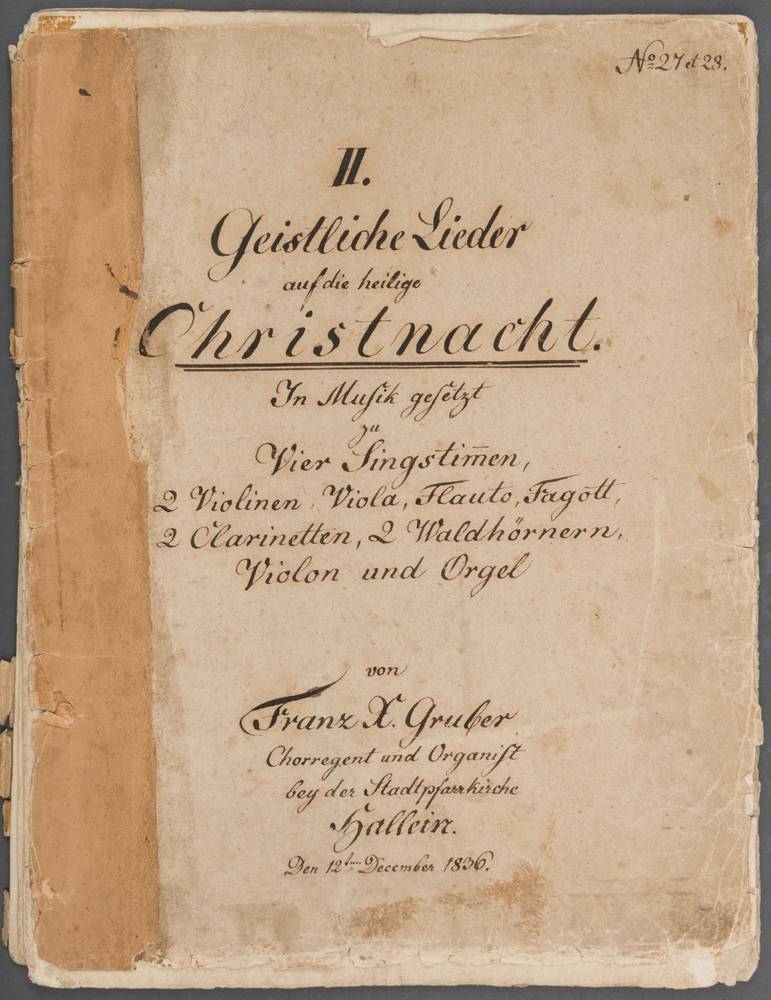 No 27 et 28.
II.
Geistliche Lieder
auf die heilige
Christnacht.
In Muſik geſetzt
zu
Vier Singstim̅en,
2 Violinen, Viola, Flauto, Fagott,
2 Clarinetten, 2 Waldhörnern,
Violon und Orgel
von
Franz X. Gruber
Chorregent und Organiſt
bey der Stadtpfarrkirche
Hallein.
Den 12ten December 1836.